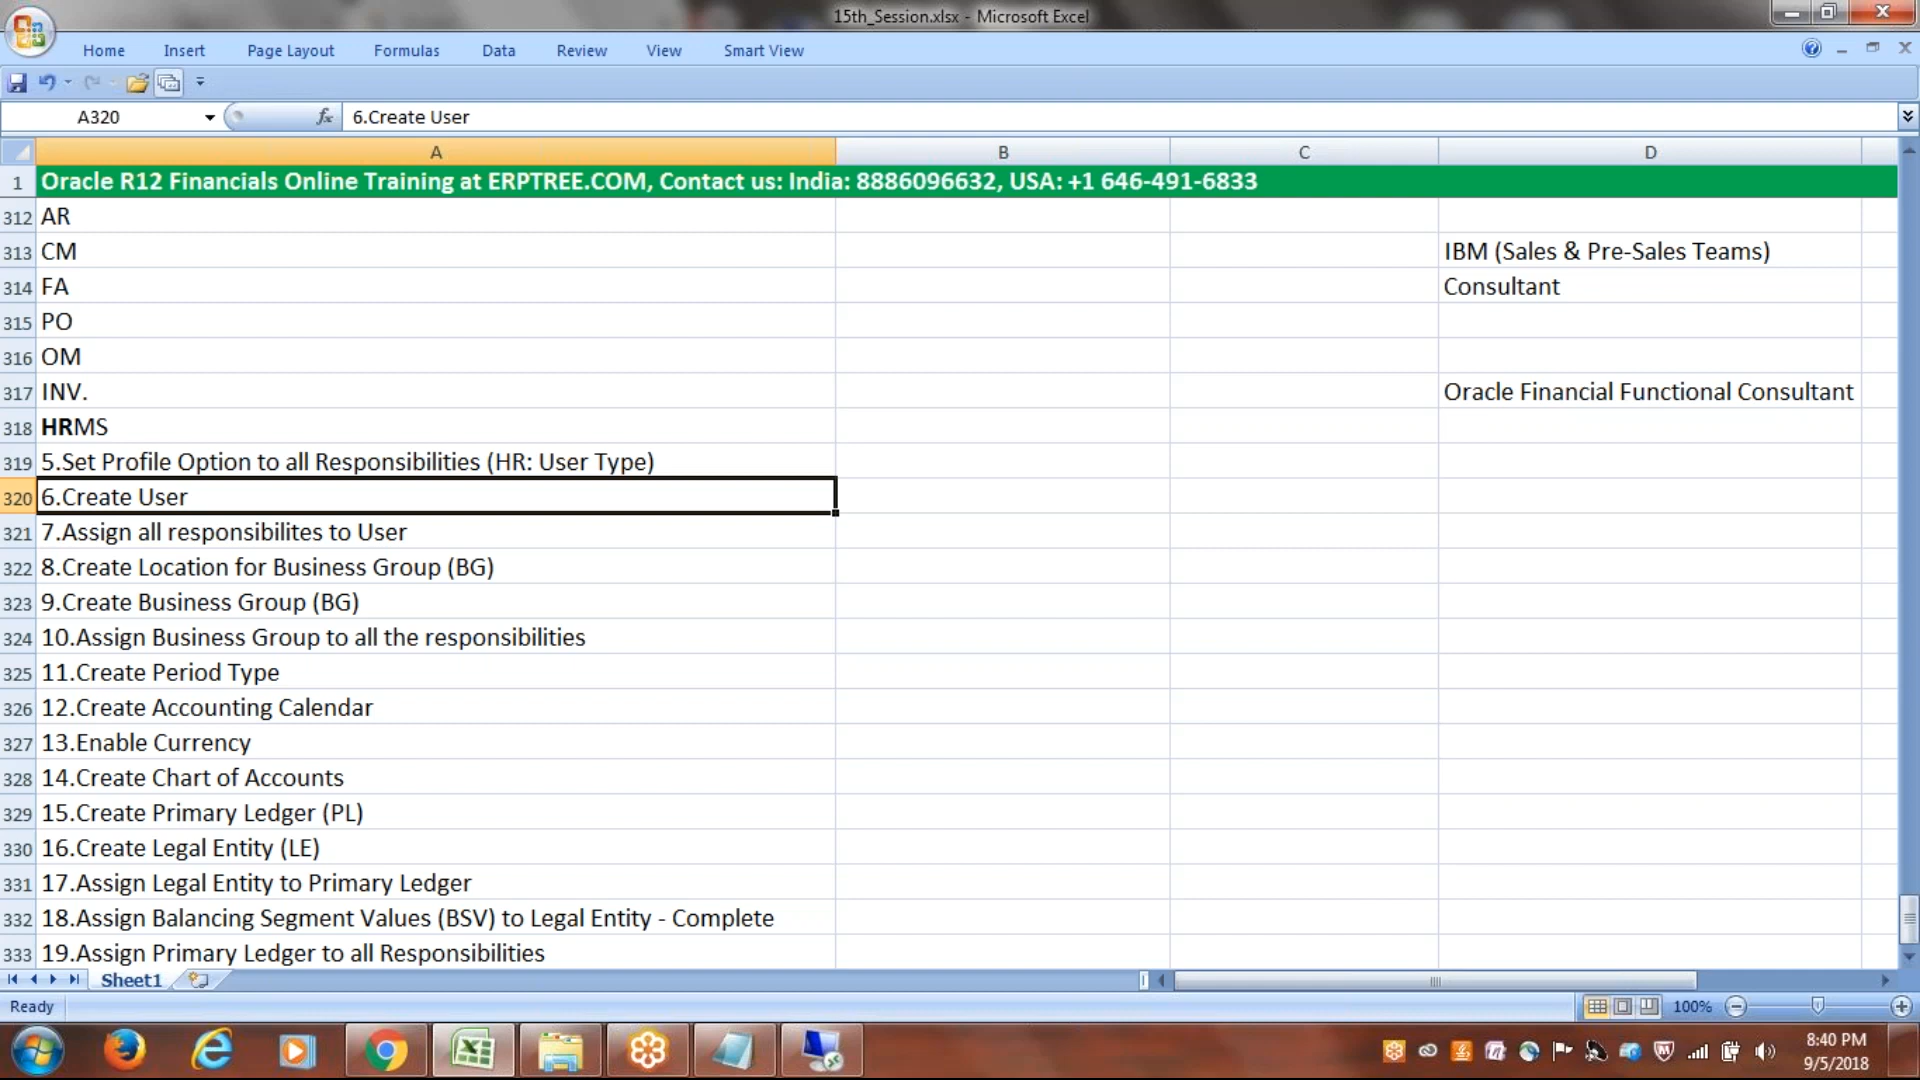 15th_Session.xlsx - Microsoft Excel
Home Insert Page Layout Formulas Data Review View Smart View
A320 fx 6.Create User
A B C D
1 Oracle R12 Financials Online Training at ERPTREE.COM, Contact us: India: 8886096632, USA: +1 646-491-6833
312 AR
313 CM IBM (Sales & Pre-Sales Teams)
314 FA Consultant
315 PO
316 OM
317 INV. Oracle Financial Functional Consultant
318 HRMS
319 5.Set Profile Option to all Responsibilities (HR: User Type)
320 6.Create User
321 7.Assign all responsibilites to User
322 8.Create Location for Business Group (BG)
323 9.Create Business Group (BG)
324 10.Assign Business Group to all the responsibilities
325 11.Create Period Type
326 12.Create Accounting Calendar
327 13.Enable Currency
328 14.Create Chart of Accounts
329 15.Create Primary Ledger (PL)
330 16.Create Legal Entity (LE)
331 17.Assign Legal Entity to Primary Ledger
332 18.Assign Balancing Segment Values (BSV) to Legal Entity - Complete
333 19.Assign Primary Ledger to all Responsibilities
Sheet1
Ready 100%
8:40 PM
9/5/2018